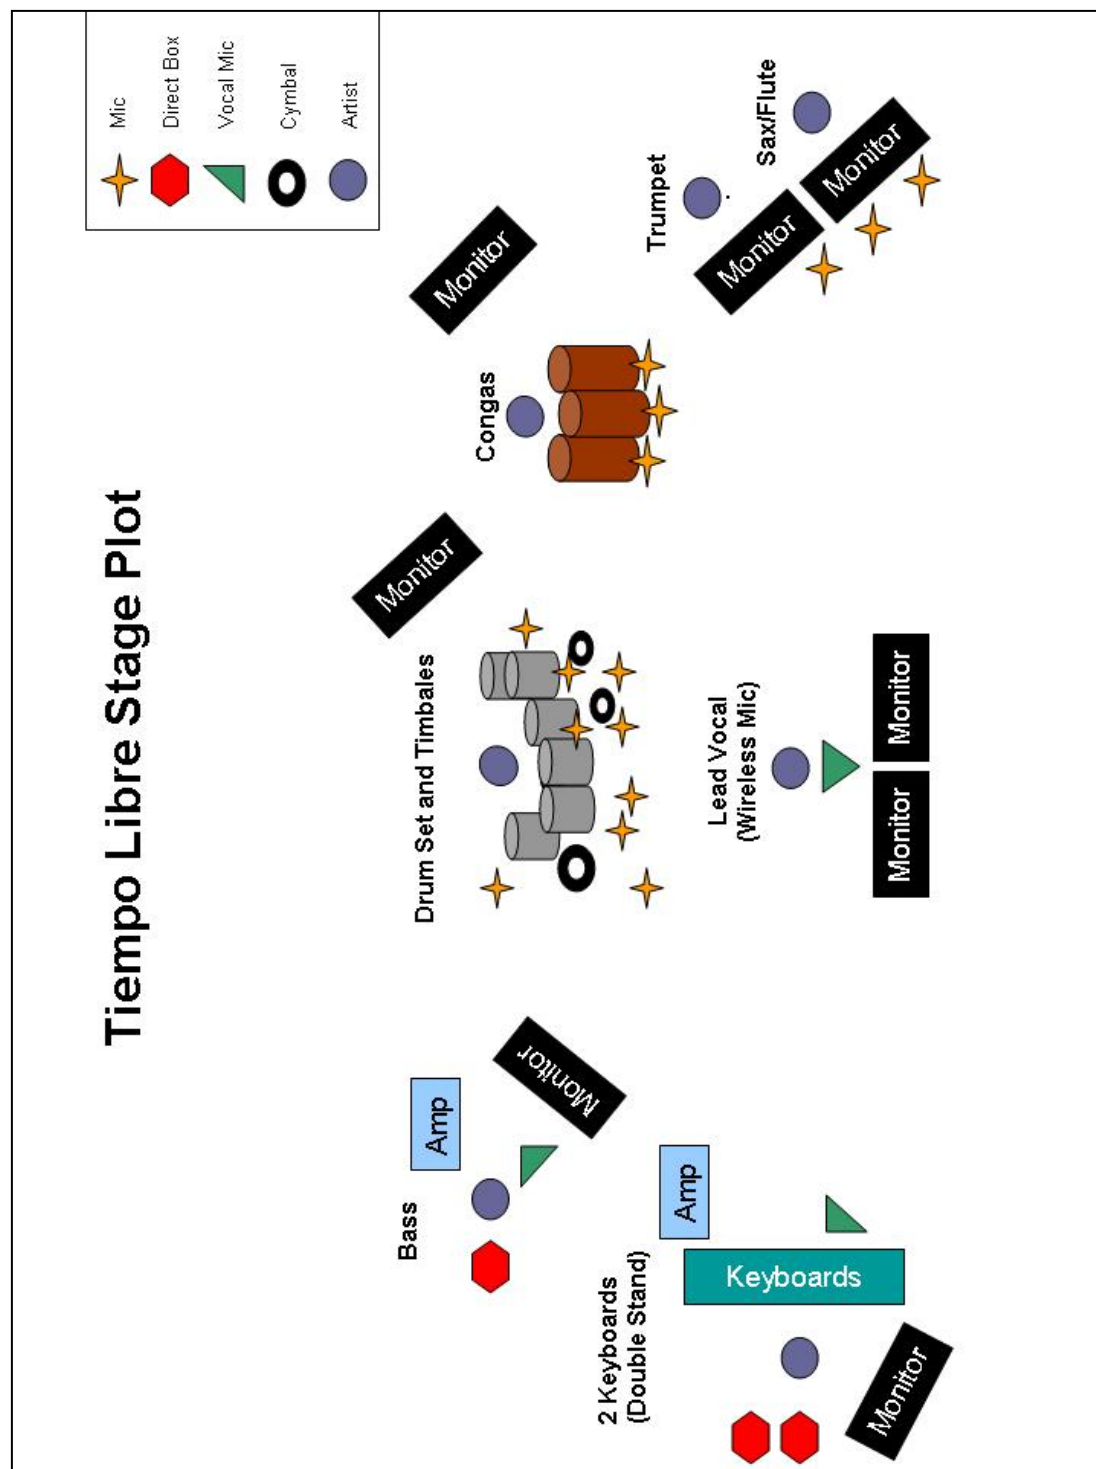 Tiempo Libre Stage Plot
Mic
Direct Box
Vocal Mic
Cymbal
Artist
Bass
Amp
Monitor
Drum Set and Timbales
Monitor
Congas
Monitor
Trumpet
Sax/Flute
Monitor
Monitor
2 Keyboards
(Double Stand)
Amp
Keyboards
Monitor
Lead Vocal
(Wireless Mic)
Monitor
Monitor